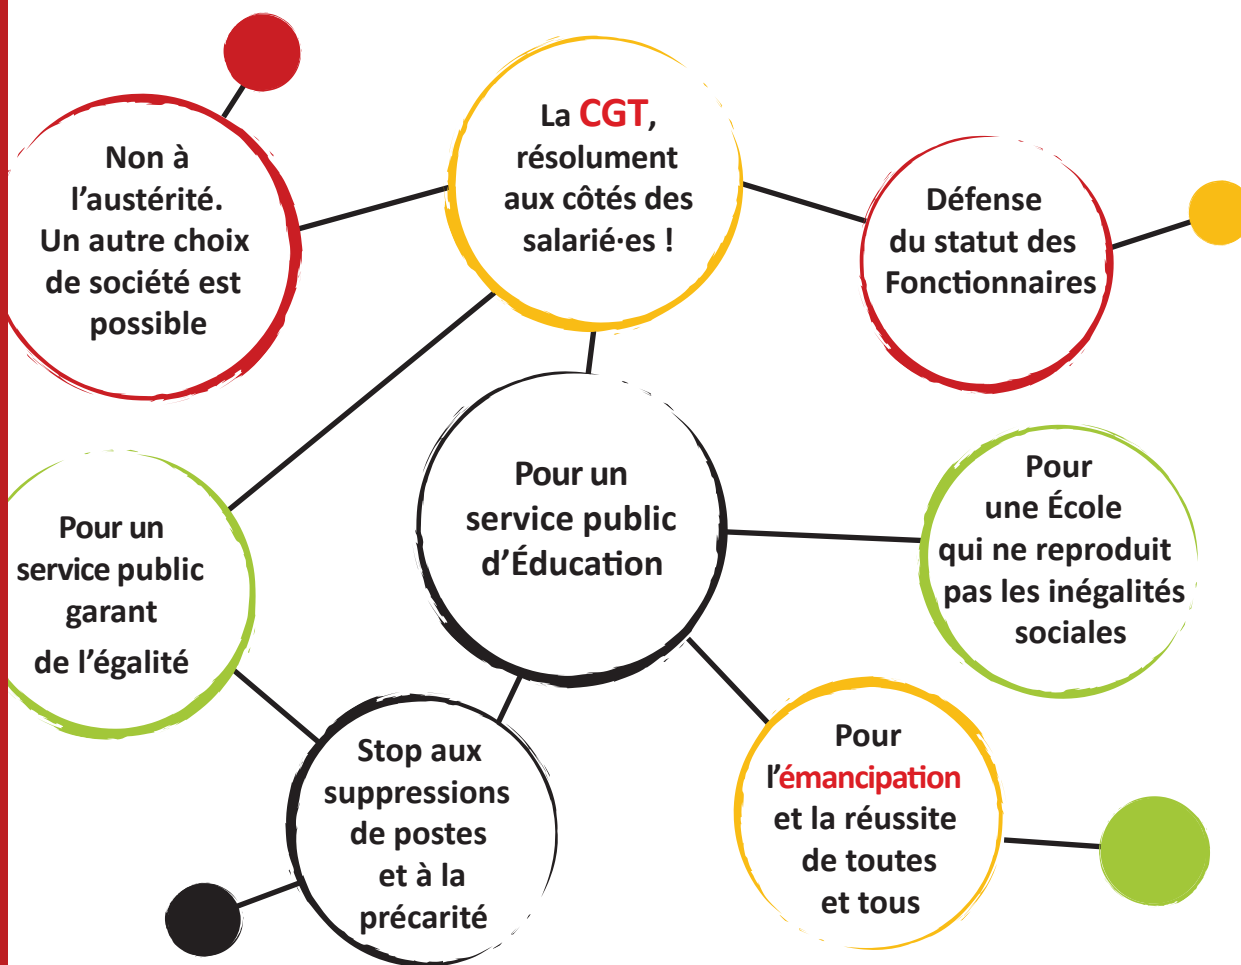 Non à
l’austérité.
Un autre choix
de société est
possible
La CGT,
résolument
aux côtés des
salarié·es !
Défense
du statut des
Fonctionnaires
Pour un
service public
garant
de l’égalité
Pour un
service public
d’Éducation
Pour
une École
qui ne reproduit
pas les inégalités
sociales
Stop aux
suppressions
de postes
et à la
précarité
Pour
l’émancipation
et la réussite
de toutes
et tous